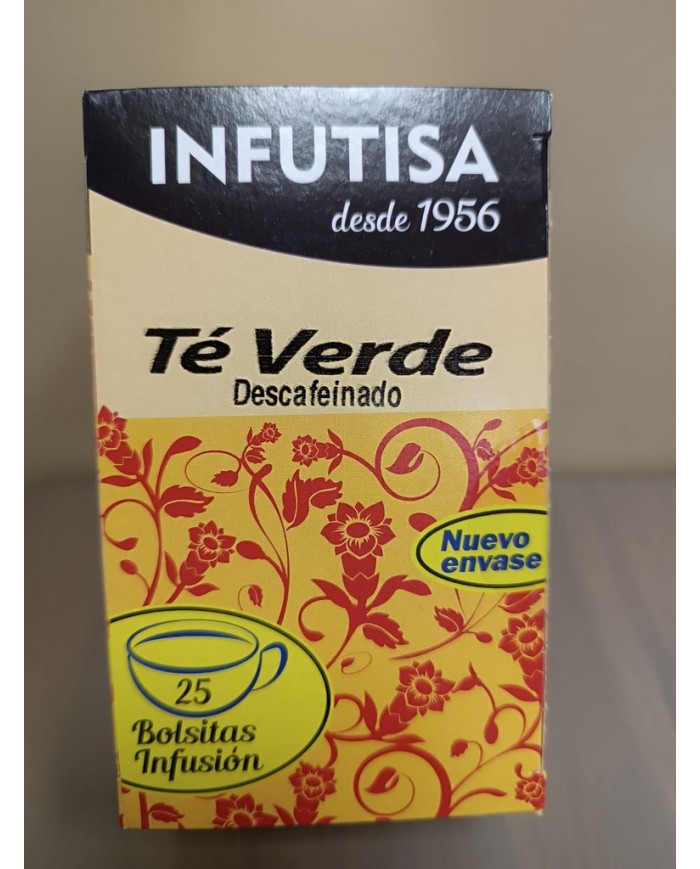 INFUTISA
desde 1956
Té Verde
Descafeinado
Nuevo
envase
25
Bolsitas
Infusión